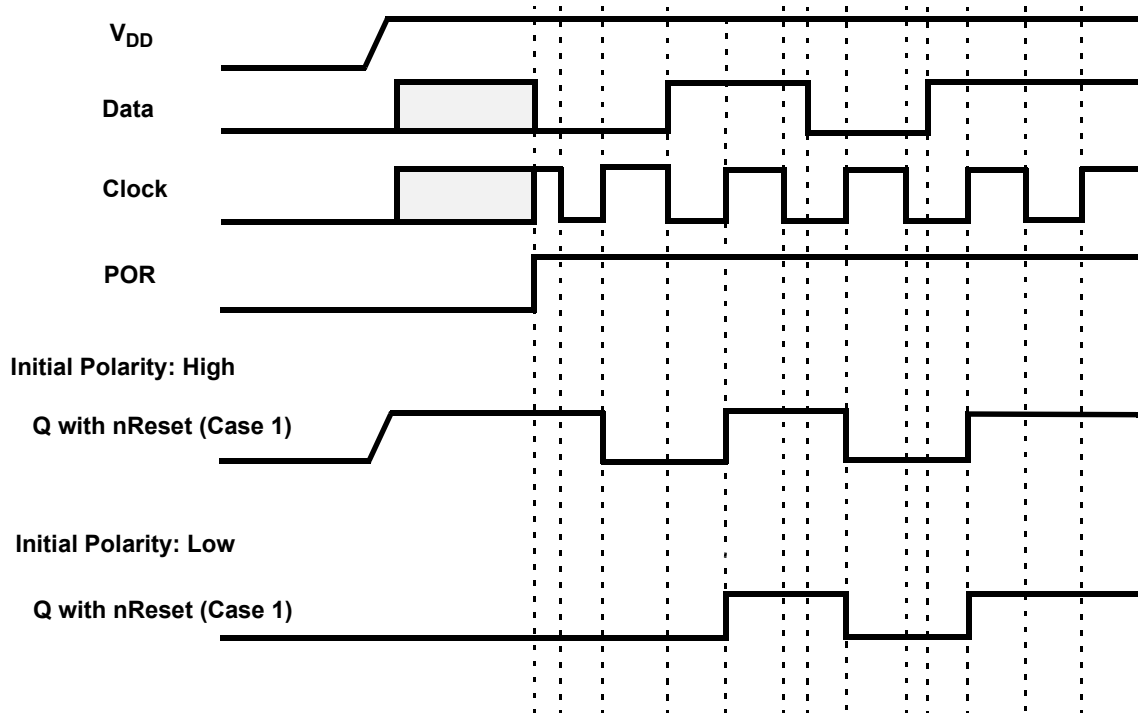 VDD
Data
Clock
POR
Initial Polarity: High
Q with nReset (Case 1)
Initial Polarity: Low
Q with nReset (Case 1)